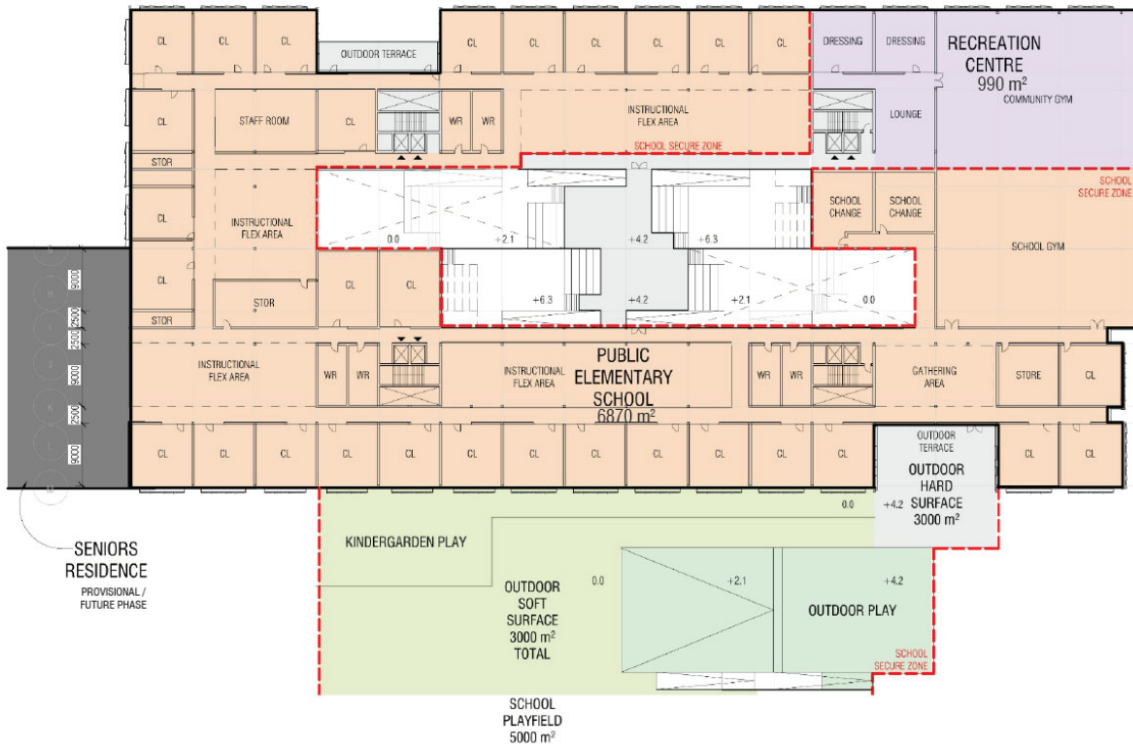 CL
CL
CL
OUTDOOR TERRACE
CL
CL
CL
CL
CL
CL
DRESSING
DRESSING
RECREATION
CENTRE
990 m²
COMMUNITY GYM
CL
STAFF ROOM
CL
WR
WR
INSTRUCTIONAL
FLEX AREA
SCHOOL SECURE ZONE
LOUNGE
STOR
SCHOOL
SECURE ZONE
CL
INSTRUCTIONAL
FLEX AREA
0.0
+2.1
+4.2
+6.3
SCHOOL
CHANGE
SCHOOL
CHANGE
SCHOOL GYM
CL
CL
CL
STOR
STOR
+6.3
+4.2
+2.1
0.0
9000
2500
2500
9000
2500
9000
INSTRUCTIONAL
FLEX AREA
WR
WR
INSTRUCTIONAL
FLEX AREA
PUBLIC
ELEMENTARY
SCHOOL
6870 m²
WR
WR
GATHERING
AREA
STORE
CL
CL
CL
CL
CL
CL
CL
CL
CL
CL
CL
CL
OUTDOOR
TERRACE
CL
CL
OUTDOOR
HARD
SURFACE
3000 m²
0.0
+4.2
KINDERGARDEN PLAY
SENIORS
RESIDENCE
PROVISIONAL /
FUTURE PHASE
OUTDOOR
SOFT
SURFACE
3000 m²
TOTAL
0.0
+2.1
+4.2
OUTDOOR PLAY
SCHOOL
SECURE ZONE
SCHOOL
PLAYFIELD
5000 m²